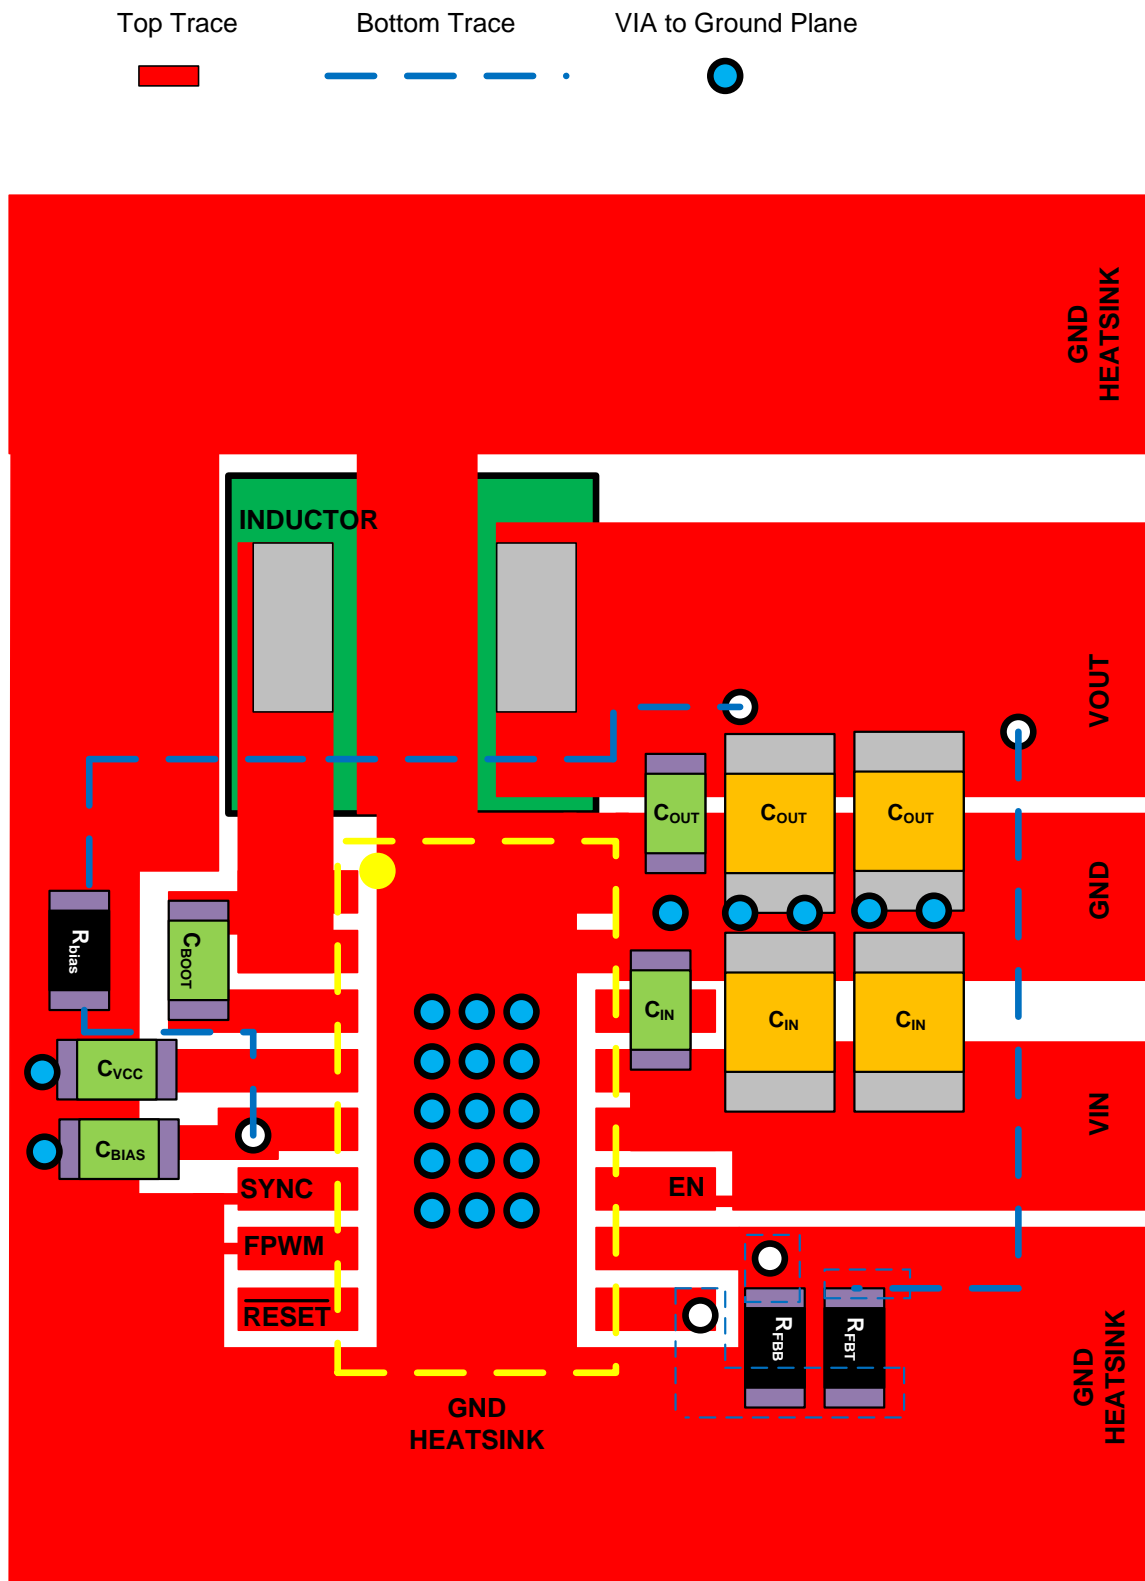 Top Trace
Bottom Trace
VIA to Ground Plane
GND
HEATSINK
INDUCTOR
VOUT
COUT
COUT
COUT
GND
Rbias
CBOOT
CIN
CIN
CIN
CVCC
VIN
CBIAS
SYNC
EN
FPWM
RESET
RFBB
RFBT
GND
HEATSINK
GND
HEATSINK